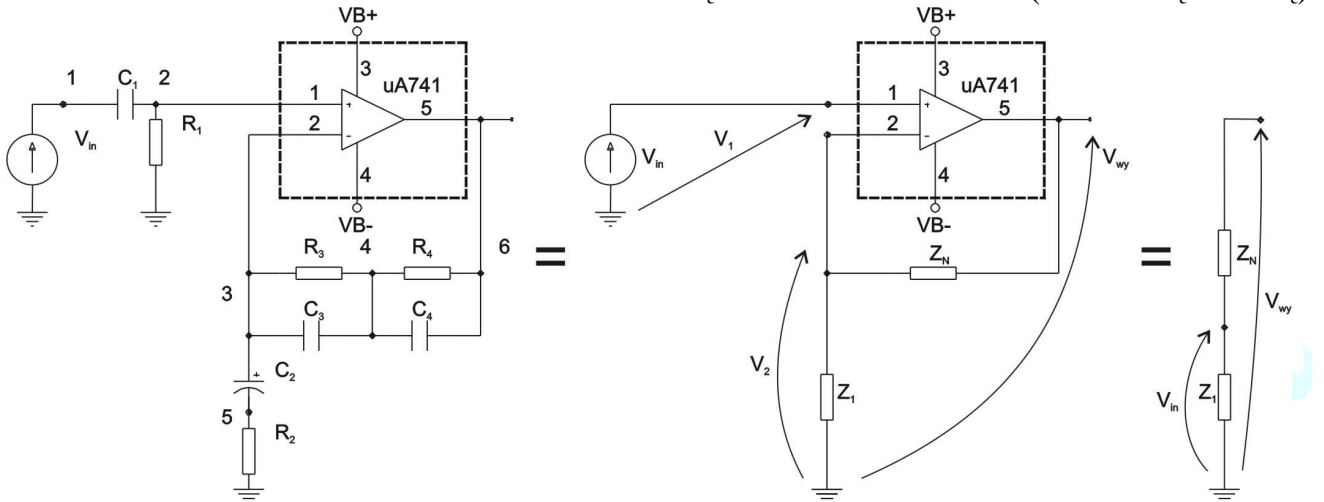 VB+
3
uA741
1
C1
2
1
+
2
-
5
Vin
R1
4
VB-
R3
4
R4
6
3
C3
C4
C2
+
5
R2
=
VB+
3
uA741
1
+
2
-
5
V1
Vin
4
VB-
Vwy
ZN
V2
Z1
=
ZN
Vwy
Vin
Z1